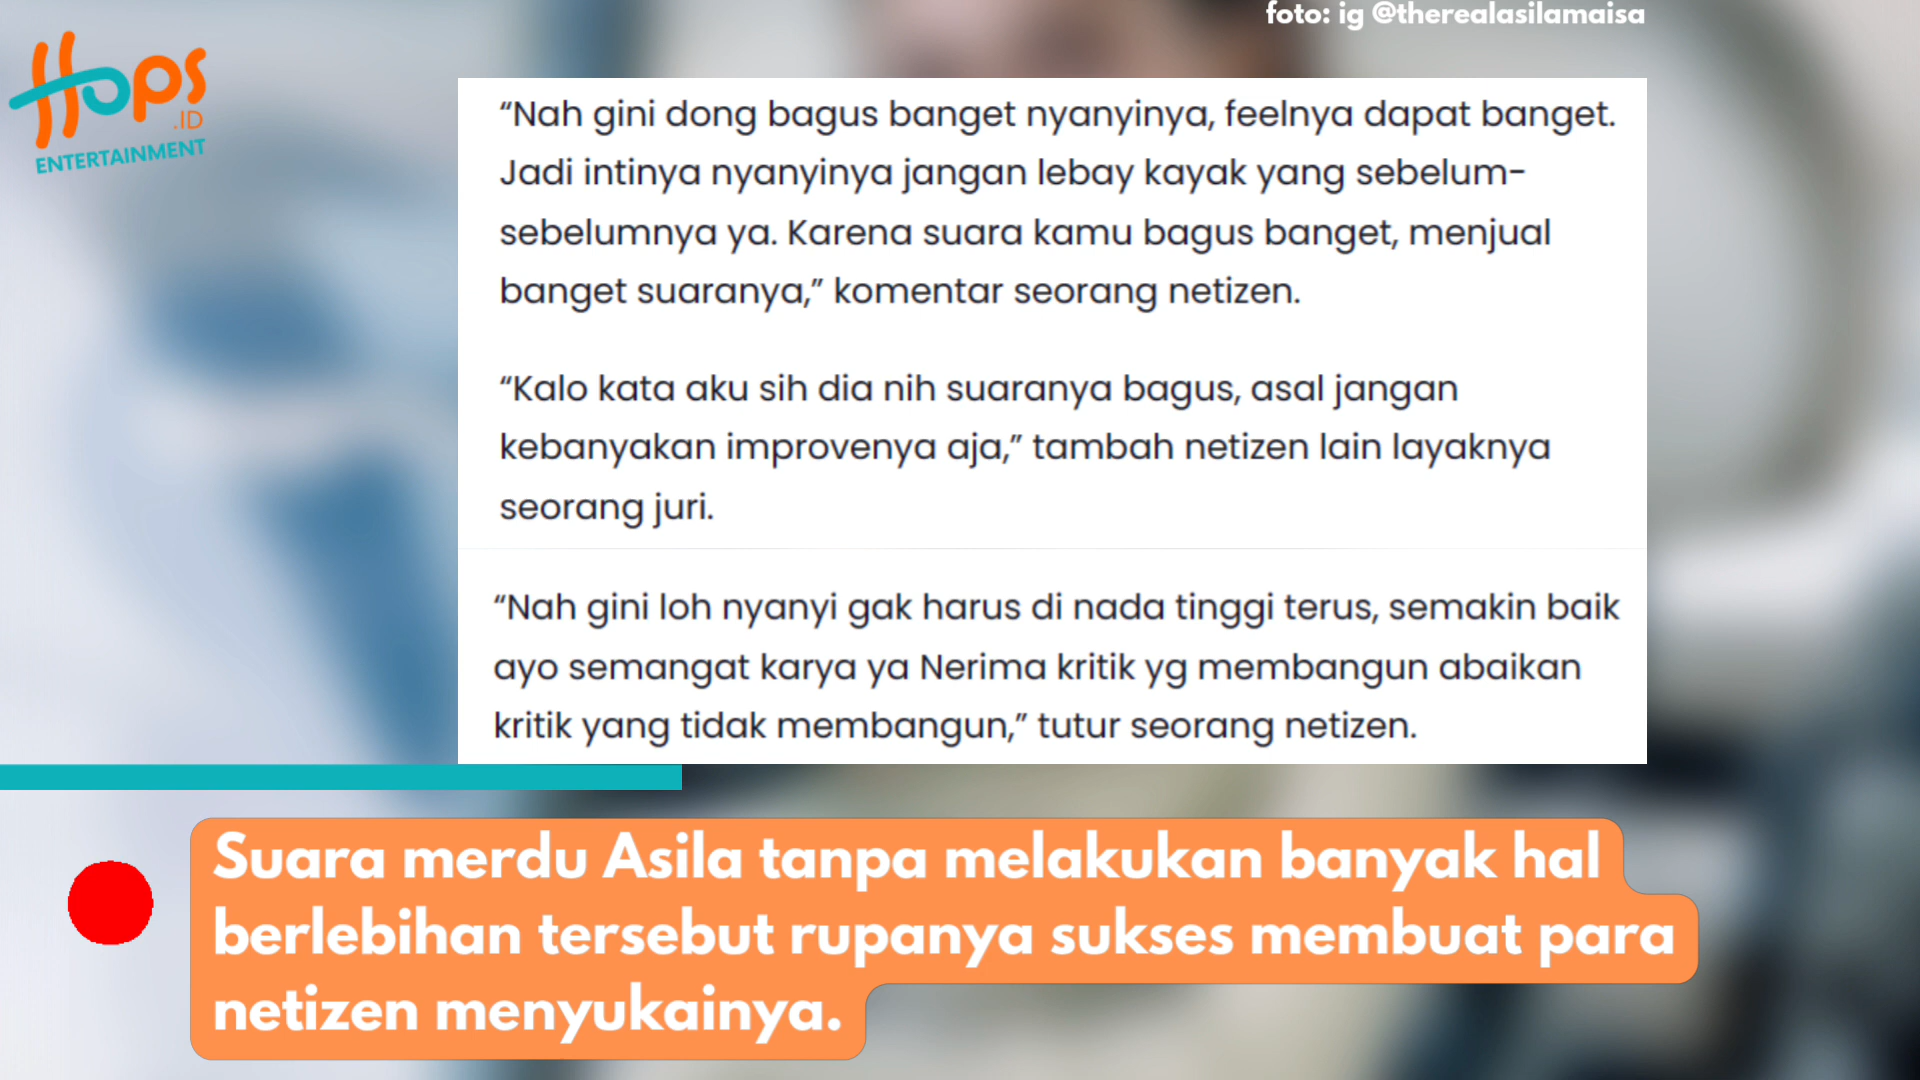 foto: ig @therealasilamaisa
Hops
.ID
ENTERTAINMENT
“Nah gini dong bagus banget nyanyinya, feelnya dapat banget.
Jadi intinya nyanyinya jangan lebay kayak yang sebelum-
sebelumnya ya. Karena suara kamu bagus banget, menjual
banget suaranya,” komentar seorang netizen.
“Kalo kata aku sih dia nih suaranya bagus, asal jangan
kebanyakan improvenya aja,” tambah netizen lain layaknya
seorang juri.
“Nah gini loh nyanyi gak harus di nada tinggi terus, semakin baik
ayo semangat karya ya Nerima kritik yg membangun abaikan
kritik yang tidak membangun,” tutur seorang netizen.
Suara merdu Asila tanpa melakukan banyak hal
berlebihan tersebut rupanya sukses membuat para
netizen menyukainya.